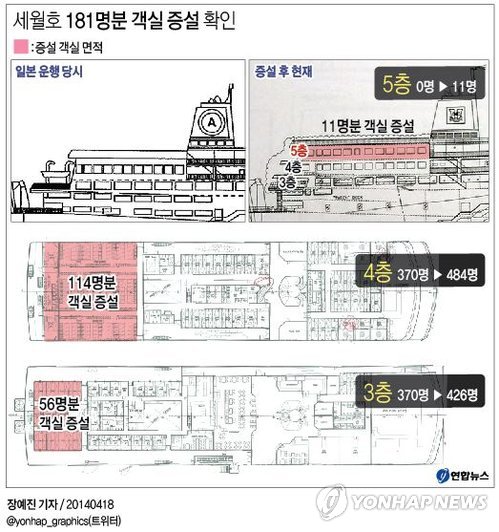 세월호 181명분 객실 증설 확인
:증설 객실 면적
일본 운행 당시
A
증설 후 현재
5층 0명 ▶ 11명
11명분 객실 증설
5층
4층
3층
114명분
객실 증설
4층 370명 ▶ 484명
56명분
객실 증설
3층 370명 ▶ 426명
연합뉴스
장예진 기자 / 20140418
@yonhap_graphics(트위터)
YONHAP NEWS